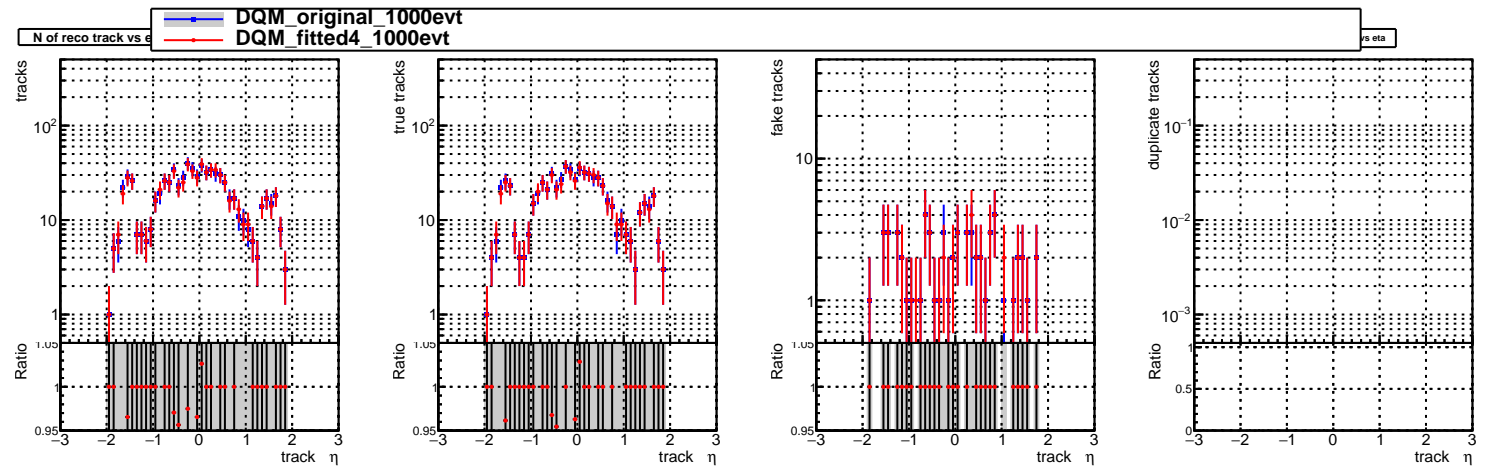 DQM_original_1000evt
DQM_fitted4_1000evt
N of reco track vs e
vs eta
tracks
10²
10
1
Ratio
1.05
1
0.95
−3 −2 −1 0 1 2 3
track η
true tracks
10²
10
1
Ratio
1.05
1
0.95
−3 −2 −1 0 1 2 3
track η
fake tracks
10
1
Ratio
1.05
1
0.95
−3 −2 −1 0 1 2 3
track η
duplicate tracks
10⁻¹
10⁻²
10⁻³
Ratio
1
0.5
0
−3 −2 −1 0 1 2 3
track η